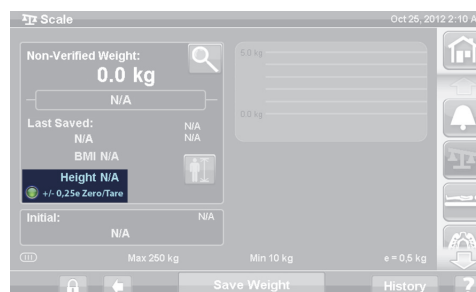 Scale
Oct 25, 2012 2:10 A
Non-Verified Weight:
0.0 kg
N/A
Last Saved:
N/A
N/A
N/A
BMI N/A
Height N/A
+/- 0,25e Zero/Tare
Initial:
N/A
N/A
5.0 kg
0.0 kg
Max 250 kg
Min 10 kg
e = 0,5 kg
Save Weight
History
?